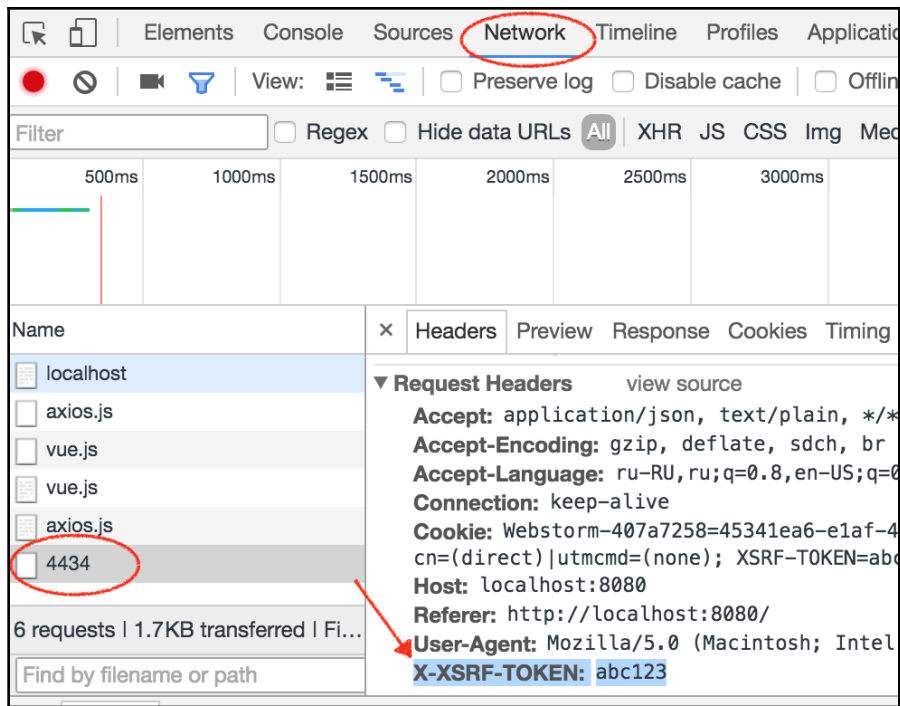 Elements Console Sources Network Timeline Profiles Applicatio
View: Preserve log Disable cache Offlin
Filter Regex Hide data URLs All XHR JS CSS Img Med
500ms 1000ms 1500ms 2000ms 2500ms 3000ms
Name
localhost
axios.js
vue.js
vue.js
axios.js
4434
6 requests | 1.7KB transferred | Fi...
Find by filename or path
× Headers Preview Response Cookies Timing
▼ Request Headers view source
Accept: application/json, text/plain, */*
Accept-Encoding: gzip, deflate, sdch, br
Accept-Language: ru-RU,ru;q=0.8,en-US;q=0
Connection: keep-alive
Cookie: Webstorm-407a7258=45341ea6-e1af-4
cn=(direct)|utmcmd=(none); XSRF-TOKEN=abc
Host: localhost:8080
Referer: http://localhost:8080/
User-Agent: Mozilla/5.0 (Macintosh; Intel
X-XSRF-TOKEN: abc123